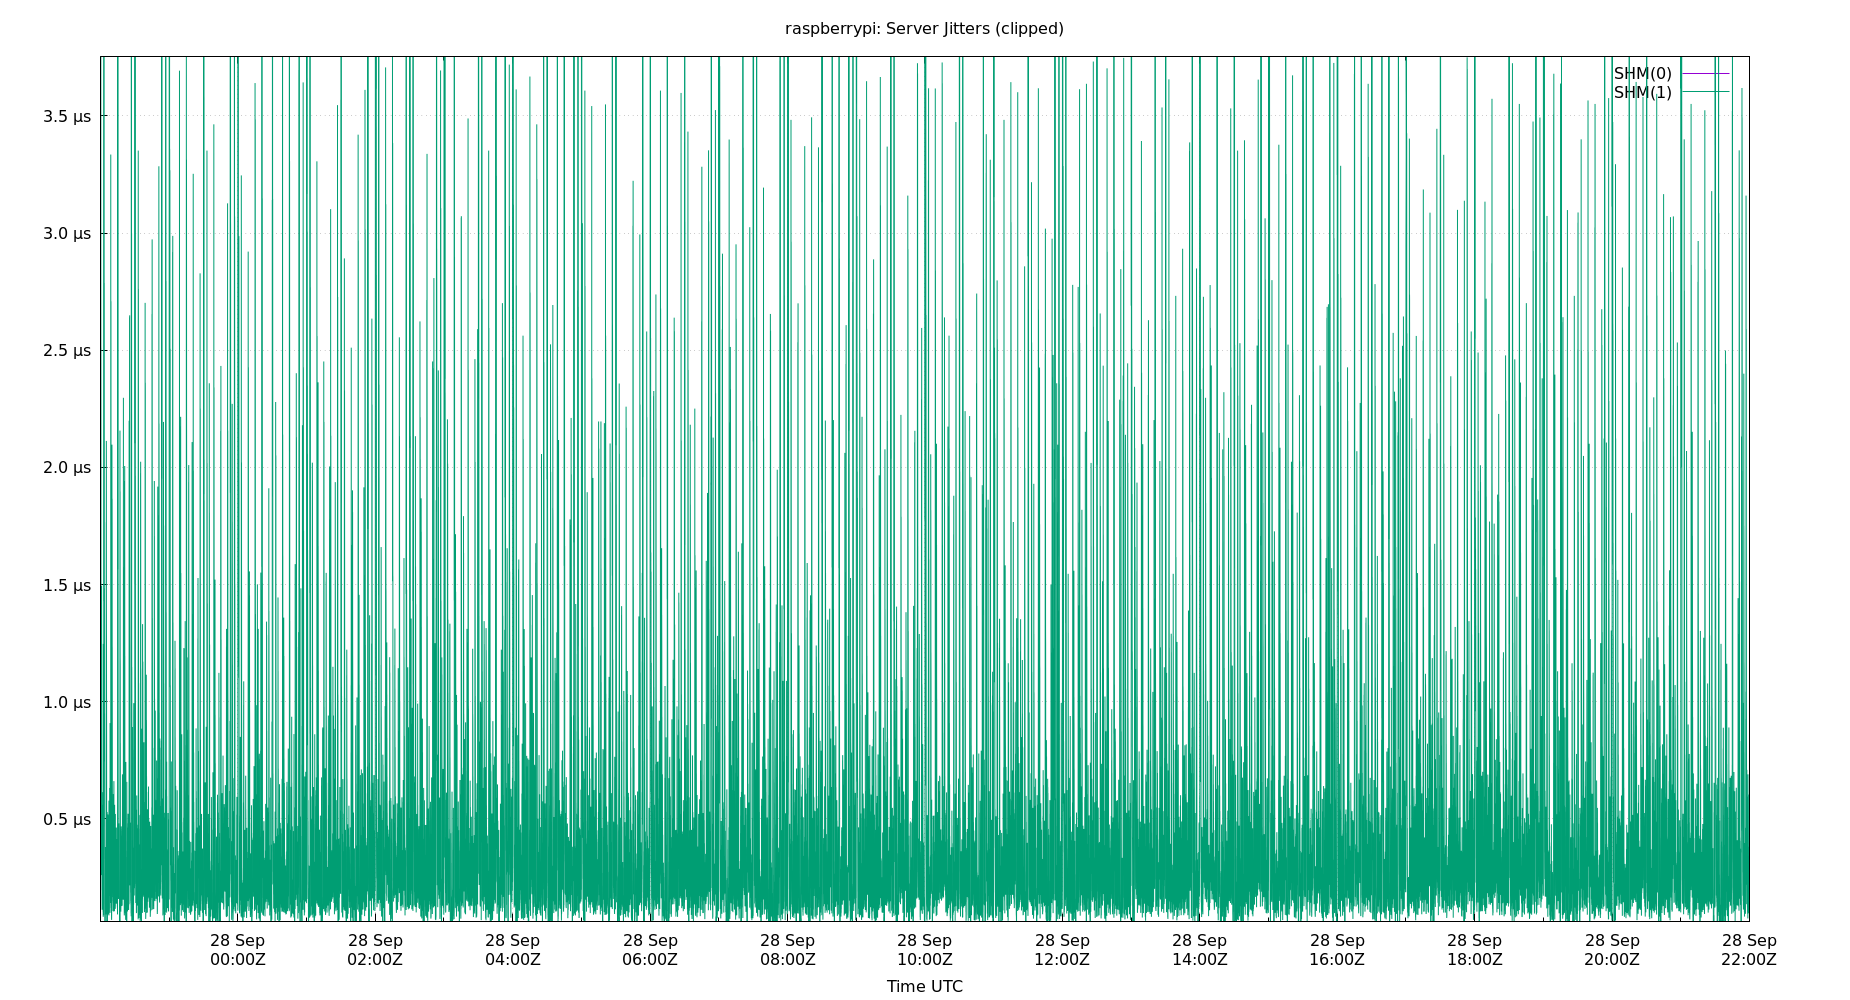 raspberrypi: Server Jitters (clipped)
SHM(0)
SHM(1)
3.5 µs
3.0 µs
2.5 µs
2.0 µs
1.5 µs
1.0 µs
0.5 µs
28 Sep 28 Sep 28 Sep 28 Sep 28 Sep 28 Sep 28 Sep 28 Sep 28 Sep 28 Sep 28 Sep 28 Sep
00:00Z 02:00Z 04:00Z 06:00Z 08:00Z 10:00Z 12:00Z 14:00Z 16:00Z 18:00Z 20:00Z 22:00Z
Time UTC